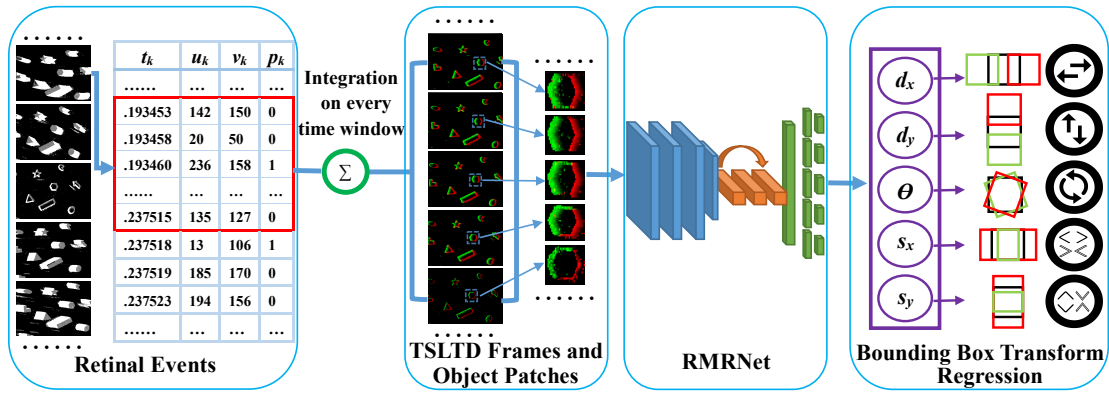 . . . . . .
t_k u_k v_k p_k
...... ... ... ...
.193453 142 150 0
.193458 20 50 0
.193460 236 158 1
...... ... ... ...
.237515 135 127 0
.237518 13 106 1
.237519 185 170 0
.237523 194 156 0
...... ... ... ...
. . . . . .
Retinal Events
Integration
on every
time window
Σ
. . . . . .
. . . . . .
. . . . . .
TSLTD Frames and
Object Patches
RMRNet
d_x
d_y
Θ
s_x
s_y
Bounding Box Transform
Regression